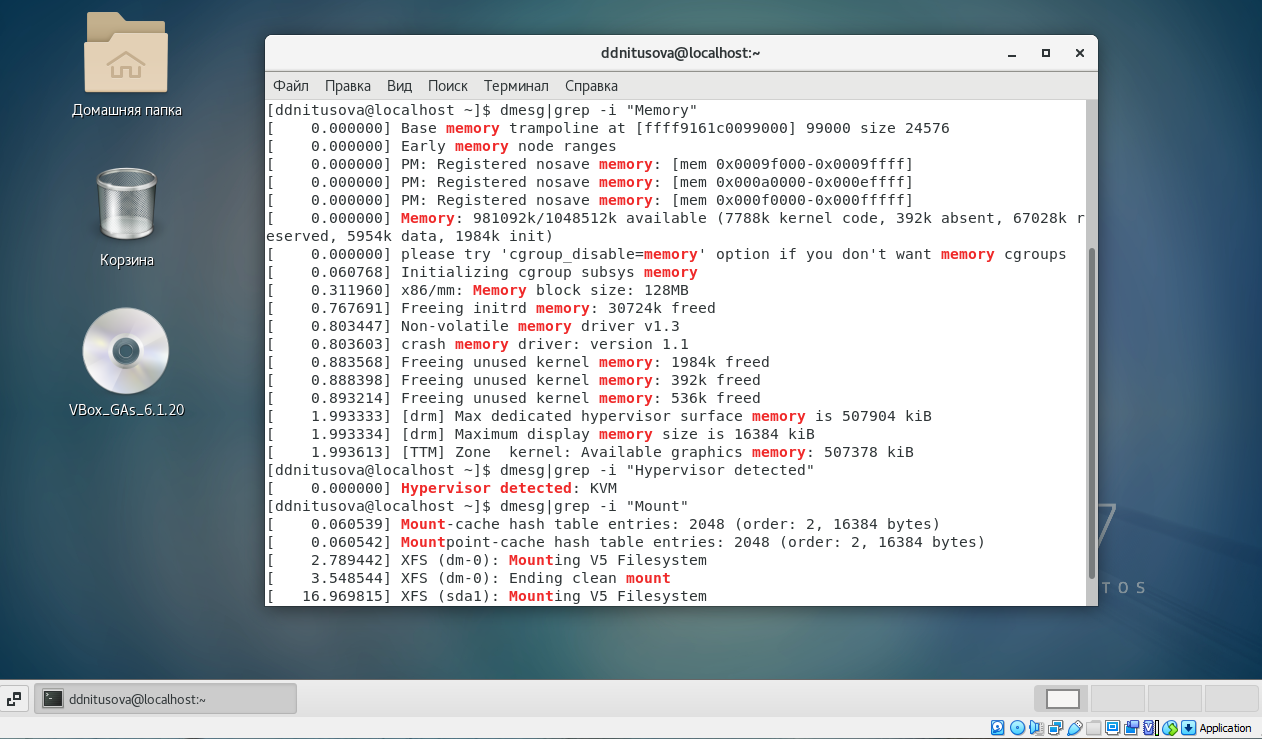 Домашняя папка
Корзина
VBox_GAs_6.1.20
ddnitusova@localhost:~
Файл Правка Вид Поиск Терминал Справка
[ddnitusova@localhost ~]$ dmesg|grep -i "Memory"
[    0.000000] Base memory trampoline at [ffff9161c0099000] 99000 size 24576
[    0.000000] Early memory node ranges
[    0.000000] PM: Registered nosave memory: [mem 0x0009f000-0x0009ffff]
[    0.000000] PM: Registered nosave memory: [mem 0x000a0000-0x000effff]
[    0.000000] PM: Registered nosave memory: [mem 0x000f0000-0x000fffff]
[    0.000000] Memory: 981092k/1048512k available (7788k kernel code, 392k absent, 67028k r
eserved, 5954k data, 1984k init)
[    0.000000] please try 'cgroup_disable=memory' option if you don't want memory cgroups
[    0.060768] Initializing cgroup subsys memory
[    0.311960] x86/mm: Memory block size: 128MB
[    0.767691] Freeing initrd memory: 30724k freed
[    0.803447] Non-volatile memory driver v1.3
[    0.803603] crash memory driver: version 1.1
[    0.883568] Freeing unused kernel memory: 1984k freed
[    0.888398] Freeing unused kernel memory: 392k freed
[    0.893214] Freeing unused kernel memory: 536k freed
[    1.993333] [drm] Max dedicated hypervisor surface memory is 507904 kiB
[    1.993334] [drm] Maximum display memory size is 16384 kiB
[    1.993613] [TTM] Zone  kernel: Available graphics memory: 507378 kiB
[ddnitusova@localhost ~]$ dmesg|grep -i "Hypervisor detected"
[    0.000000] Hypervisor detected: KVM
[ddnitusova@localhost ~]$ dmesg|grep -i "Mount"
[    0.060539] Mount-cache hash table entries: 2048 (order: 2, 16384 bytes)
[    0.060542] Mountpoint-cache hash table entries: 2048 (order: 2, 16384 bytes)
[    2.789442] XFS (dm-0): Mounting V5 Filesystem
[    3.548544] XFS (dm-0): Ending clean mount
[   16.969815] XFS (sda1): Mounting V5 Filesystem
7
TOS
ddnitusova@localhost:~
Application